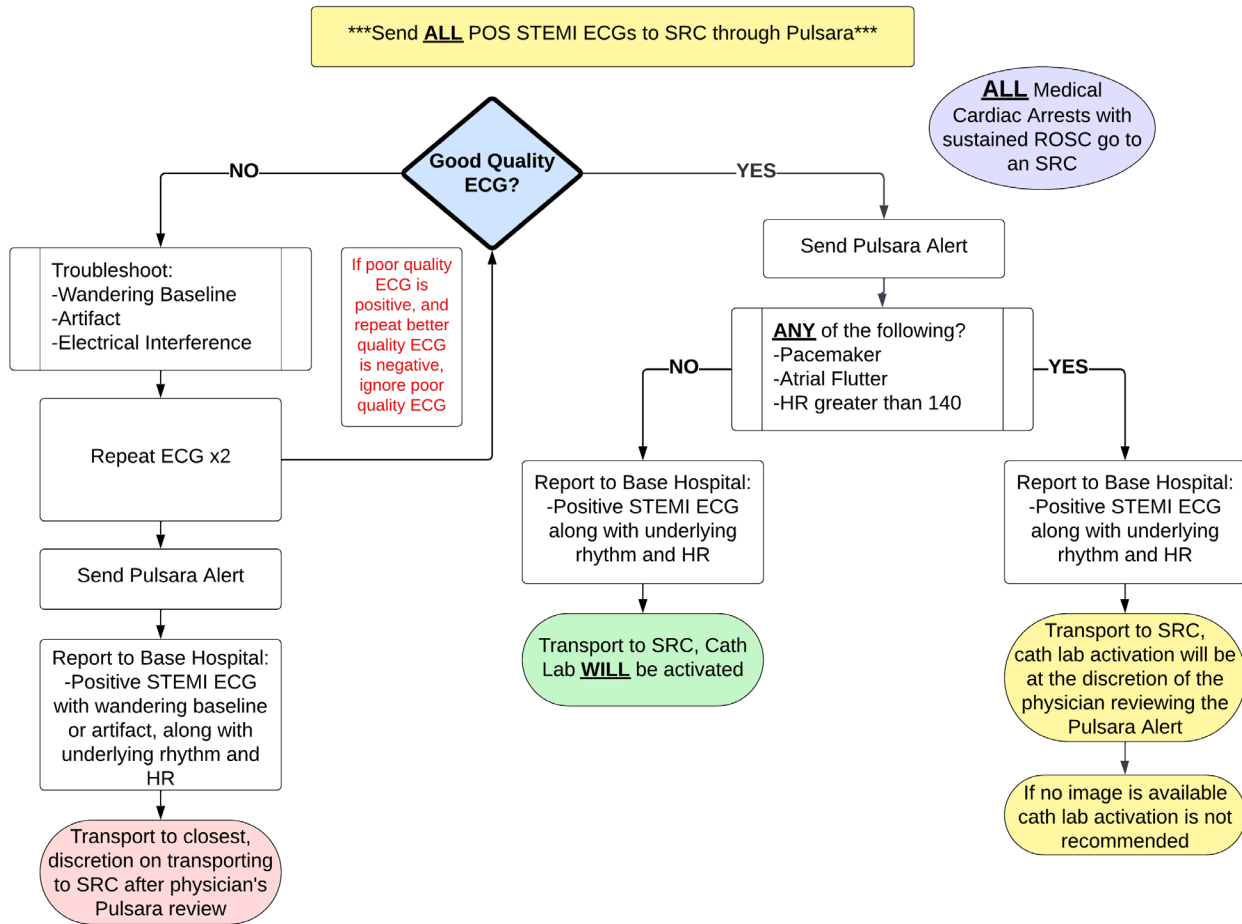 ***Send ALL POS STEMI ECGs to SRC through Pulsara***
ALL Medical
Cardiac Arrests with
sustained ROSC go to
an SRC
Good Quality
ECG?
NO
YES
Troubleshoot:
-Wandering Baseline
-Artifact
-Electrical Interference
If poor quality
ECG is
positive, and
repeat better
quality ECG
is negative,
ignore poor
quality ECG
Send Pulsara Alert
ANY of the following?
-Pacemaker
-Atrial Flutter
-HR greater than 140
NO
YES
Repeat ECG x2
Report to Base Hospital:
-Positive STEMI ECG
along with underlying
rhythm and HR
Report to Base Hospital:
-Positive STEMI ECG
along with underlying
rhythm and HR
Send Pulsara Alert
Transport to SRC, Cath
Lab WILL be activated
Transport to SRC,
cath lab activation will be
at the discretion of the
physician reviewing the
Pulsara Alert
Report to Base Hospital:
-Positive STEMI ECG
with wandering baseline
or artifact, along with
underlying rhythm and
HR
If no image is available
cath lab activation is not
recommended
Transport to closest,
discretion on transporting
to SRC after physician's
Pulsara review